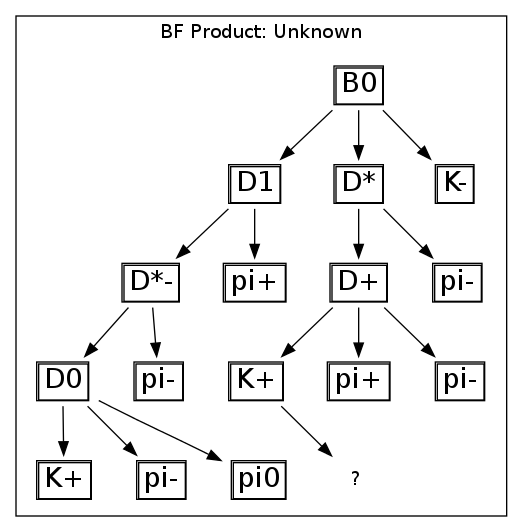 BF Product: Unknown
B0
D1 D* K-
D*- pi+ D+ pi-
D0 pi- K+ pi+ pi-
K+ pi- pi0 ?